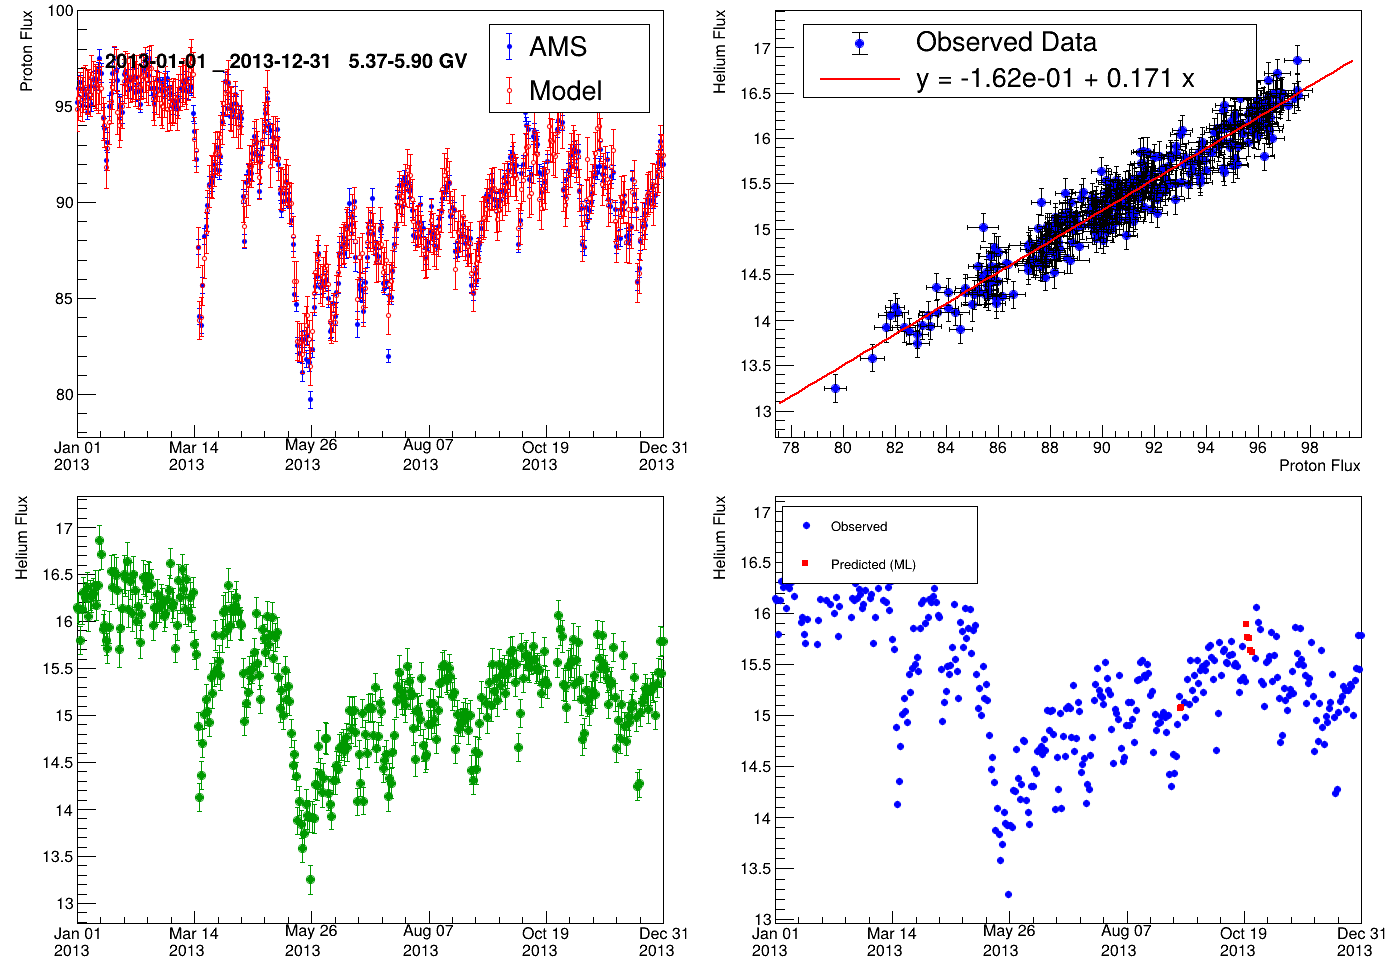 Proton Flux
100
95
90
85
80
2013-01-01 _ 2013-12-31 5.37-5.90 GV
AMS
Model
Jan 01
2013
Mar 14
2013
May 26
2013
Aug 07
2013
Oct 19
2013
Dec 31
2013
Helium Flux
17
16.5
16
15.5
15
14.5
14
13.5
13
Observed Data
y = -1.62e-01 + 0.171 x
78
80
82
84
86
88
90
92
94
96
98
Proton Flux
Helium Flux
17
16.5
16
15.5
15
14.5
14
13.5
13
Jan 01
2013
Mar 14
2013
May 26
2013
Aug 07
2013
Oct 19
2013
Dec 31
2013
Helium Flux
17
16.5
16
15.5
15
14.5
14
13.5
13
Observed
Predicted (ML)
Jan 01
2013
Mar 14
2013
May 26
2013
Aug 07
2013
Oct 19
2013
Dec 31
2013